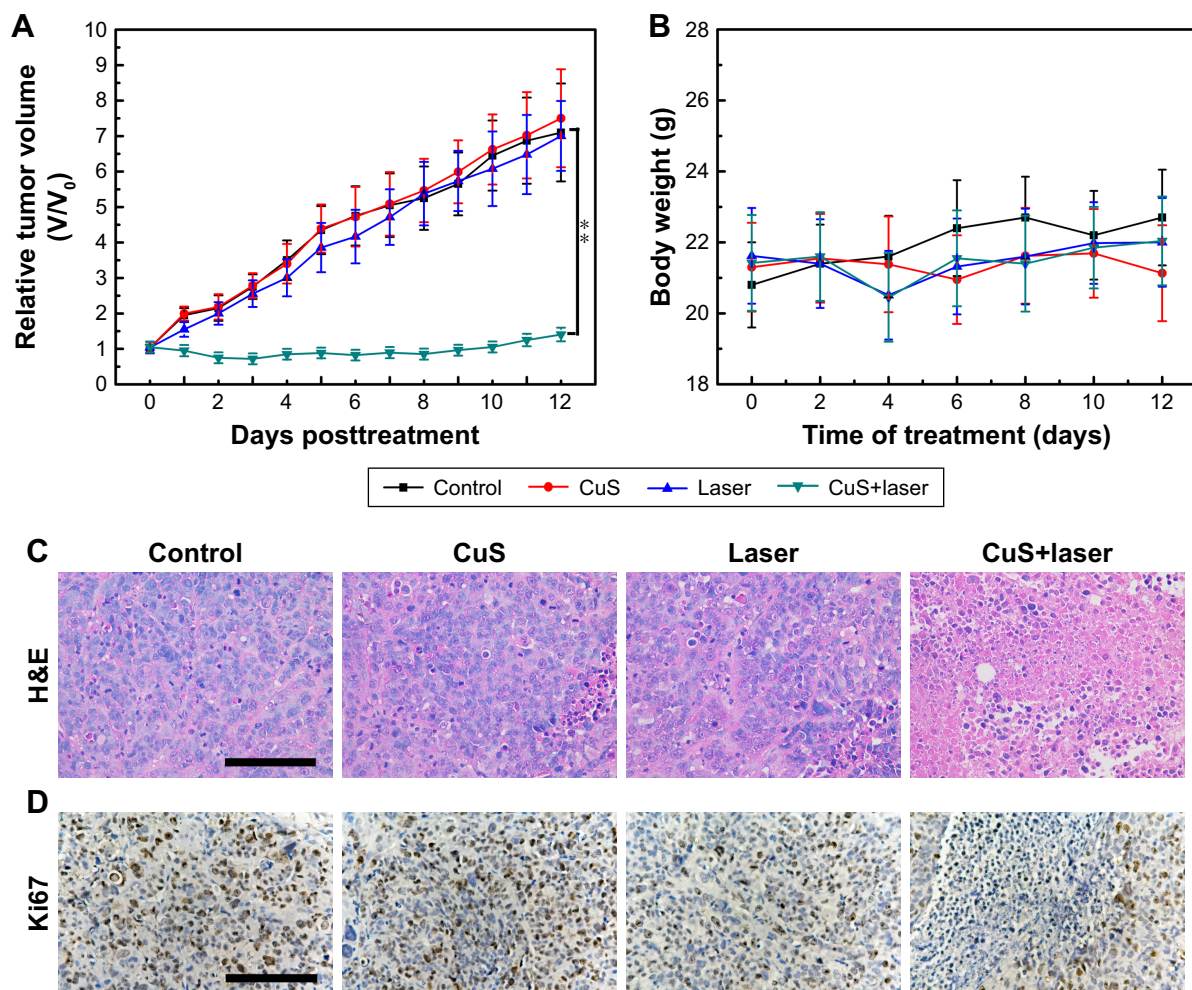 A
B
10
9
8
7
6
5
4
3
2
1
0
Relative tumor volume
(V/V0)
0 2 4 6 8 10 12
Days posttreatment
**
28
26
24
22
20
18
Body weight (g)
0 2 4 6 8 10 12
Time of treatment (days)
Control CuS Laser CuS+laser
C
Control CuS Laser CuS+laser
H&E
D
Ki67